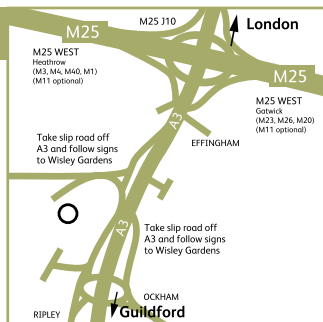 M25
M25 J10
London
M25 WEST
Heathrow
(M3, M4, M40, M1)
(M11 optional)
M25
M25 WEST
Gatwick
(M23, M26, M20)
(M11 optional)
A3
EFFINGHAM
Take slip road off
A3 and follow signs
to Wisley Gardens
A3
Take slip road off
A3 and follow signs
to Wisley Gardens
OCKHAM
RIPLEY
Guildford